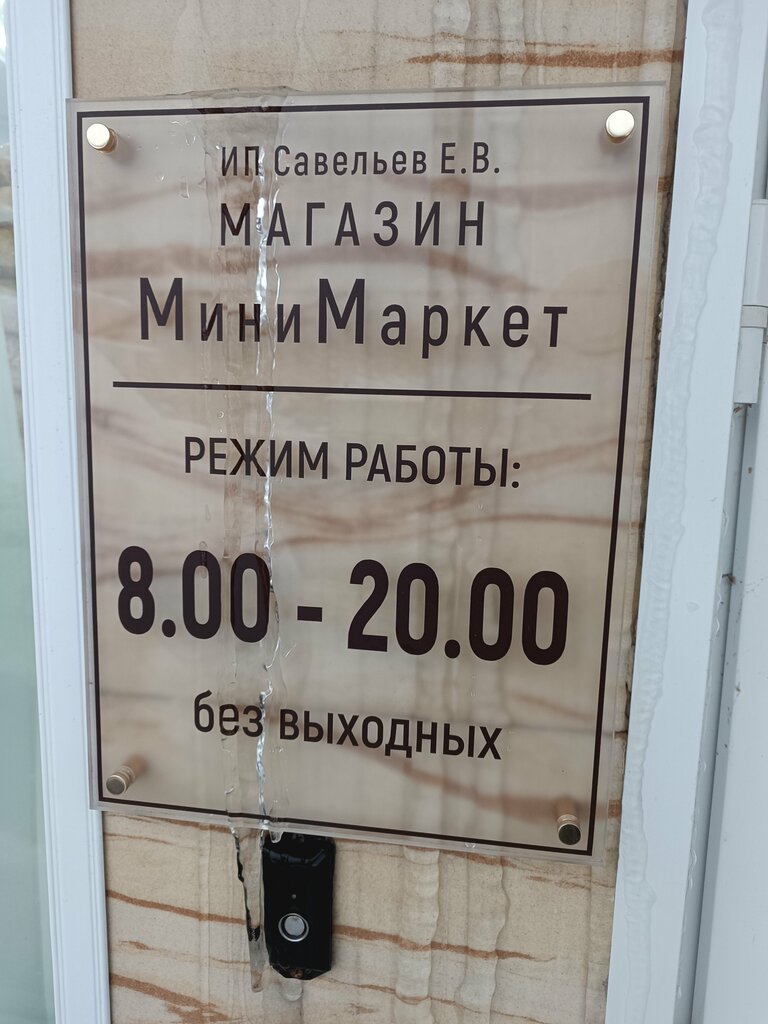 ИП Савельев Е.В.
МАГАЗИН
МиниМаркет
РЕЖИМ РАБОТЫ:
8.00 - 20.00
без выходных